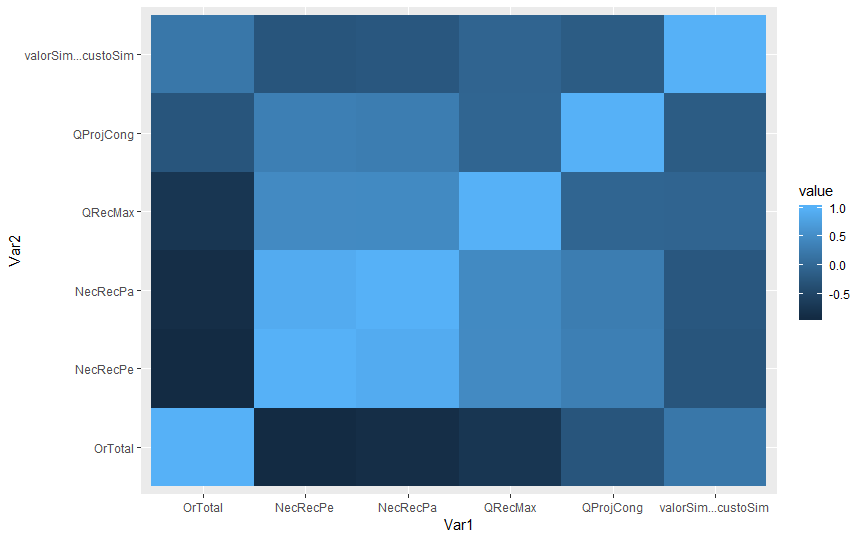 valorSim...custoSim
QProjCong
QRecMax
NecRecPa
NecRecPe
OrTotal
Var2
OrTotal NecRecPe NecRecPa QRecMax QProjCong valorSim...custoSim
Var1
value
1.0
0.5
0.0
-0.5